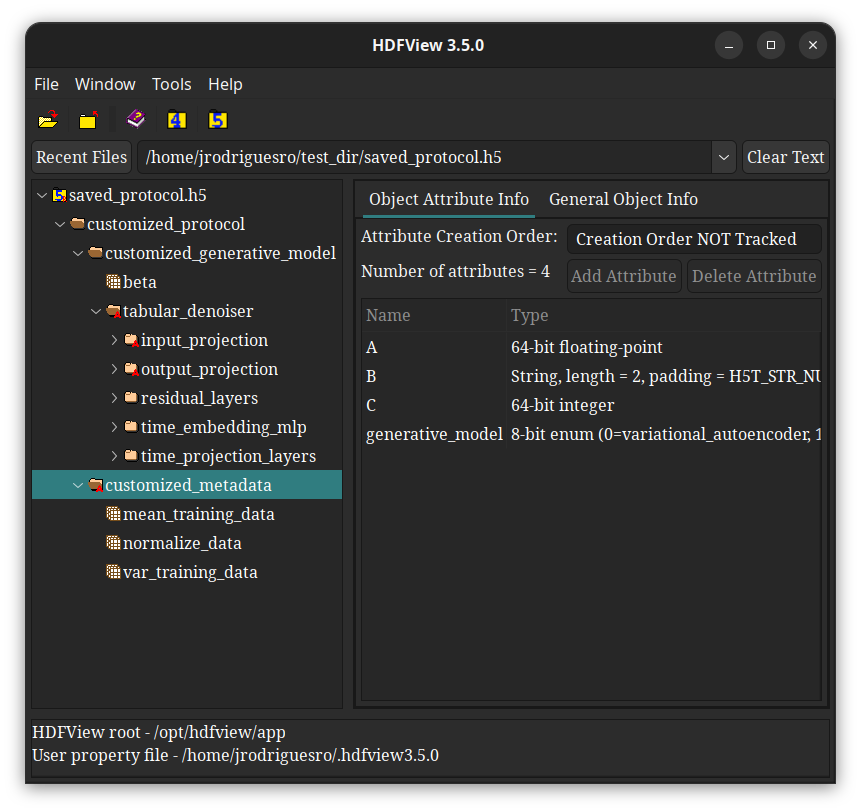 HDFView 3.5.0
File Window Tools Help
4 5
Recent Files /home/jrodriguesro/test_dir/saved_protocol.h5 Clear Text
5 saved_protocol.h5
customized_protocol
customized_generative_model
beta
tabular_denoiser
input_projection
output_projection
residual_layers
time_embedding_mlp
time_projection_layers
customized_metadata
mean_training_data
normalize_data
var_training_data
Object Attribute Info General Object Info
Attribute Creation Order: Creation Order NOT Tracked
Number of attributes = 4 Add Attribute Delete Attribute
Name Type
A 64-bit floating-point
B String, length = 2, padding = H5T_STR_NU
C 64-bit integer
generative_model 8-bit enum (0=variational_autoencoder, 1
HDFView root - /opt/hdfview/app
User property file - /home/jrodriguesro/.hdfview3.5.0